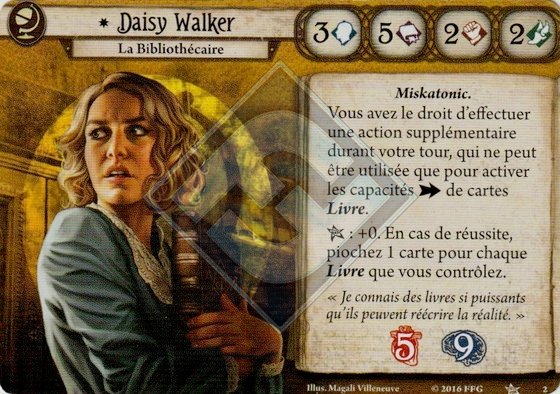 Daisy Walker
La Bibliothécaire
3 5 2 2
Miskatonic.
Vous avez le droit d'effectuer
une action supplémentaire
durant votre tour, qui ne peut
être utilisée que pour activer
les capacités de cartes
Livre.
: +0. En cas de réussite,
piochez 1 carte pour chaque
Livre que vous contrôlez.
« Je connais des livres si puissants
qu'ils peuvent réécrire la réalité. »
5 9
Illus. Magali Villeneuve © 2016 FFG 2